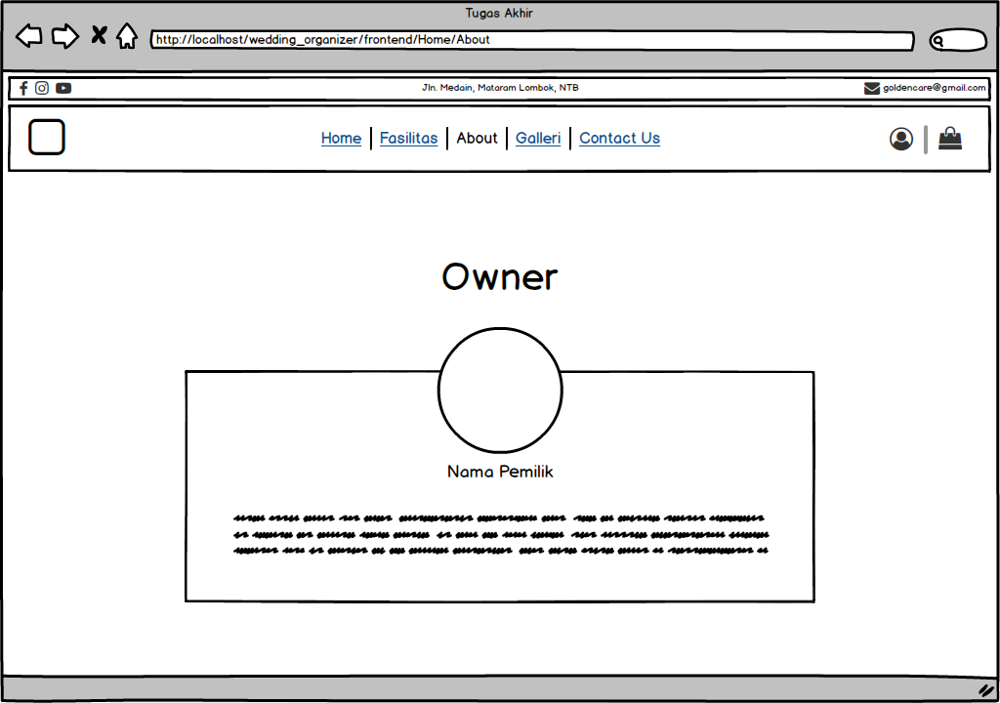 Tugas Akhir
http://localhost/wedding_organizer/frontend/Home/About
Jln. Medain, Mataram Lombok, NTB
goldencare@gmail.com
Home | Fasilitas | About | Galleri | Contact Us
Owner
Nama Pemilik